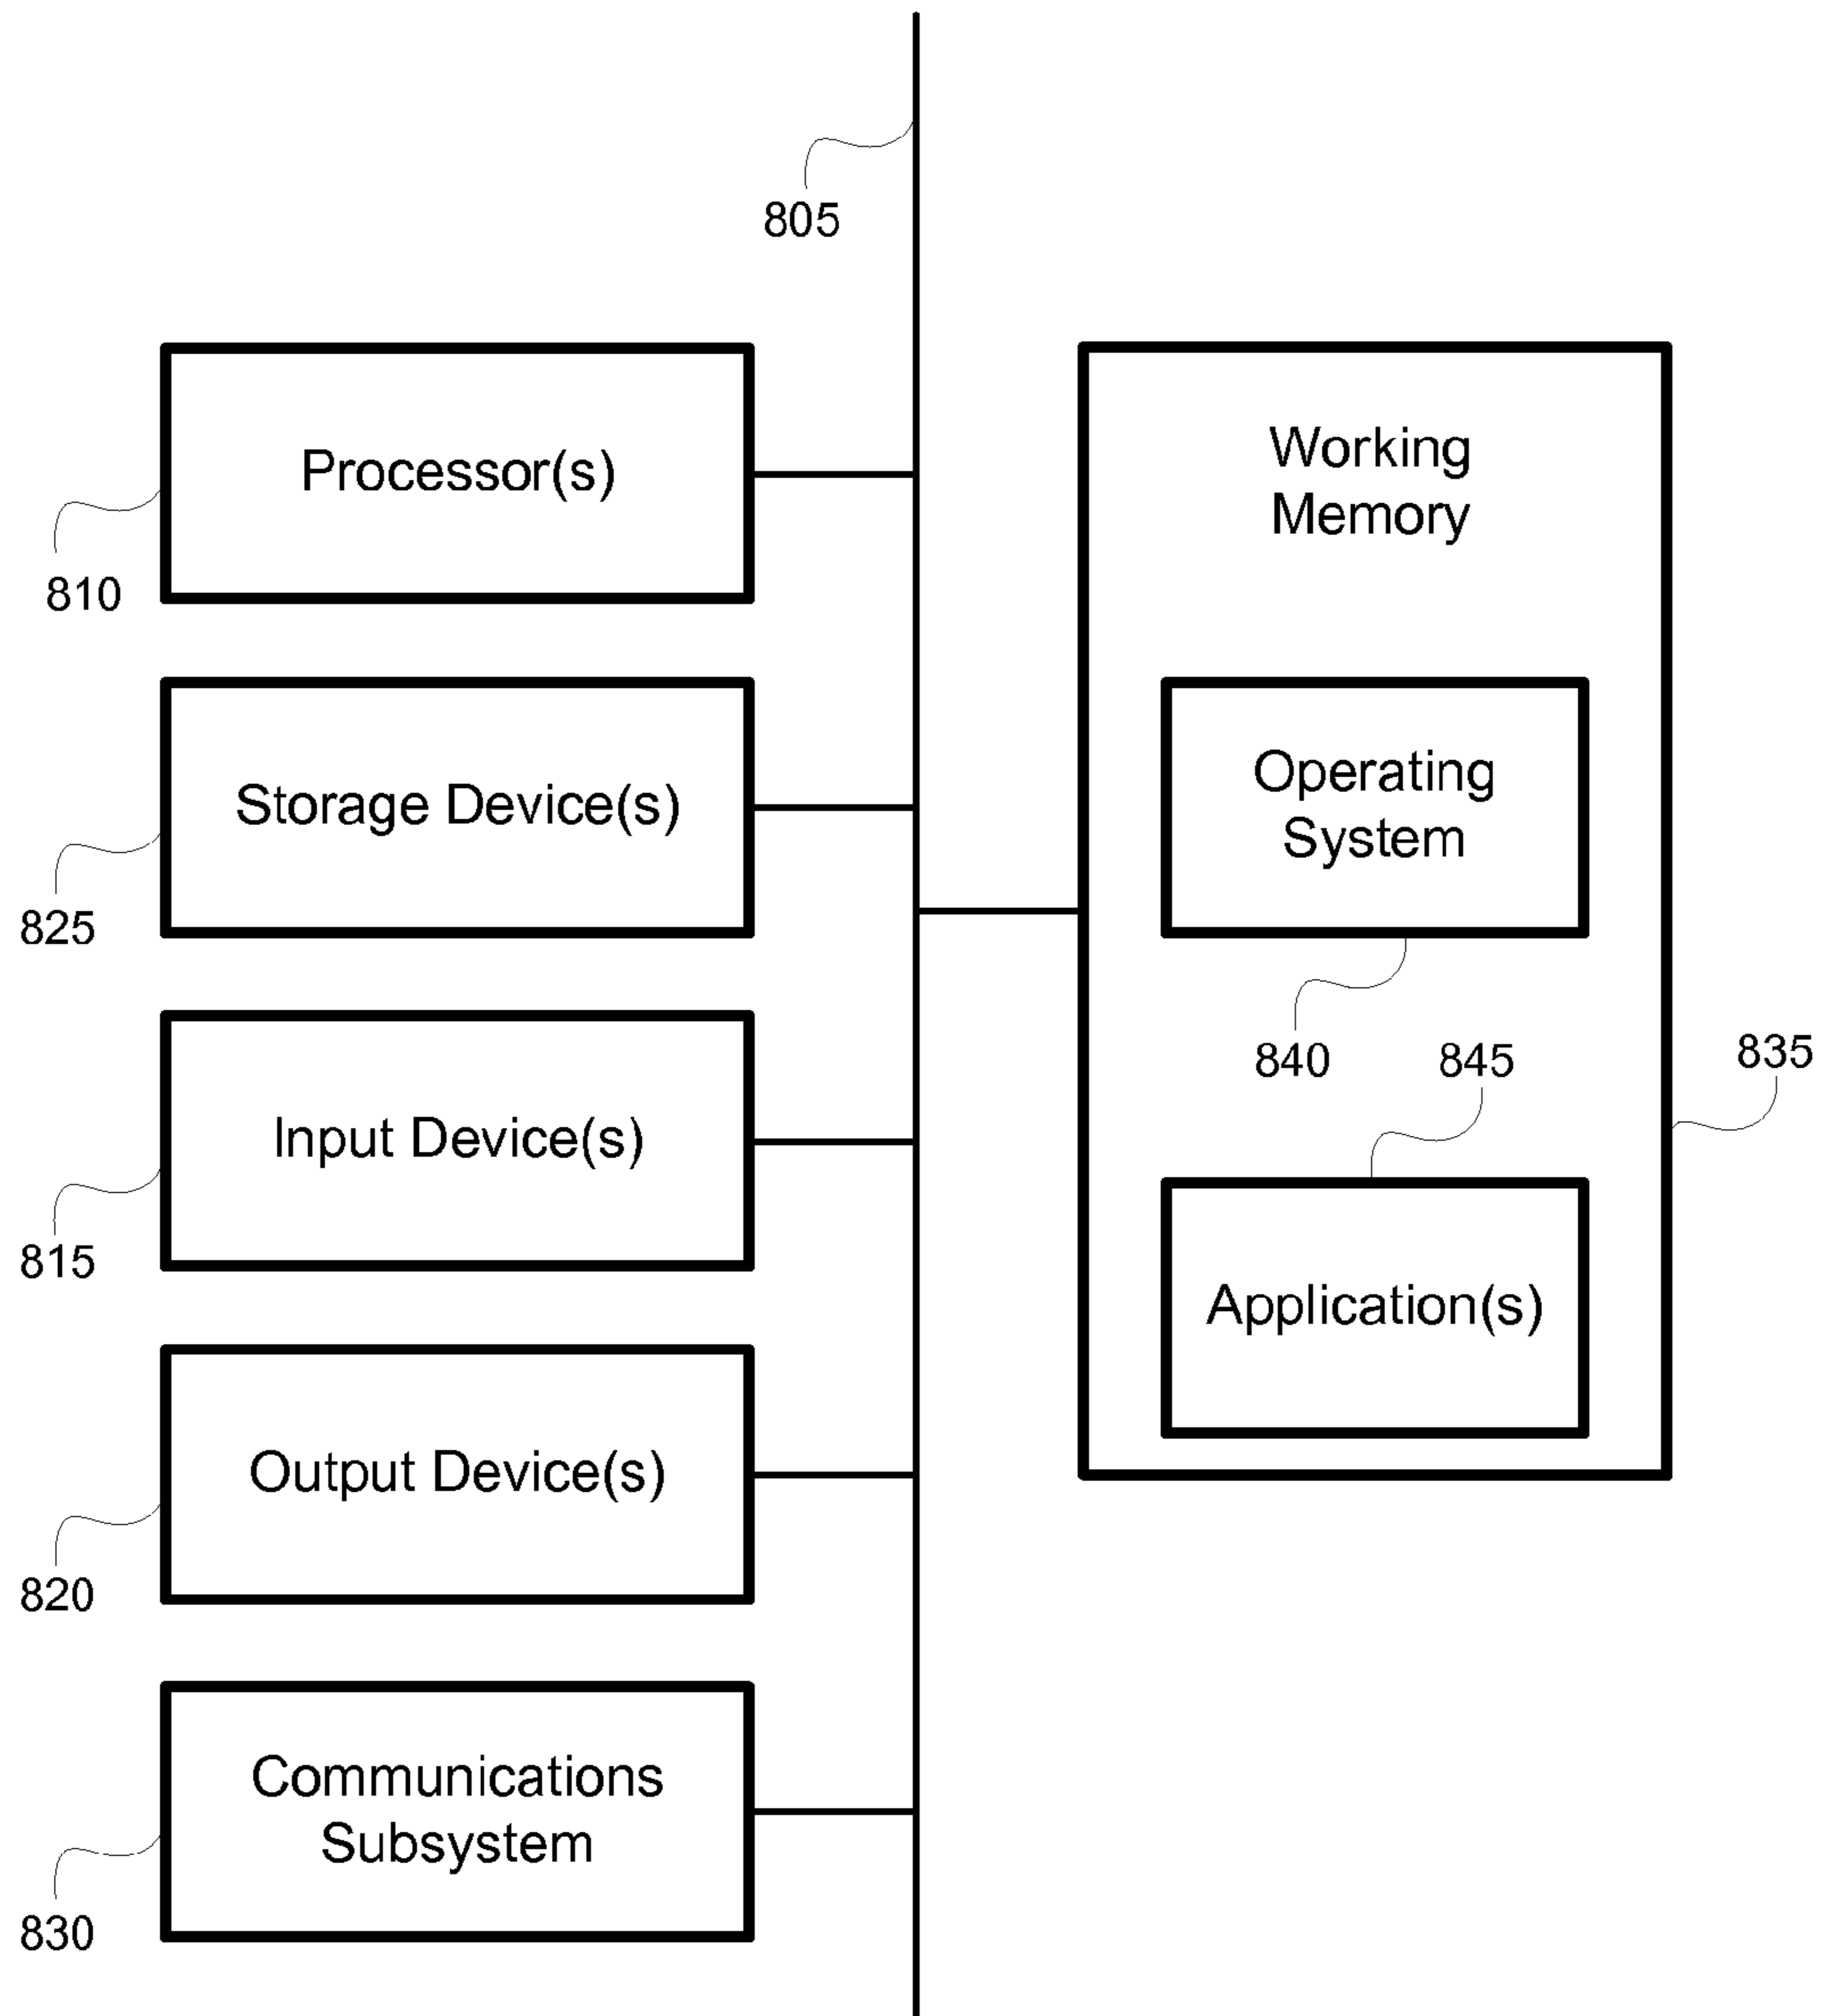 805
Processor(s)
810
Storage Device(s)
825
Input Device(s)
815
Output Device(s)
820
Communications
Subsystem
830
Working
Memory
Operating
System
840
845
835
Application(s)